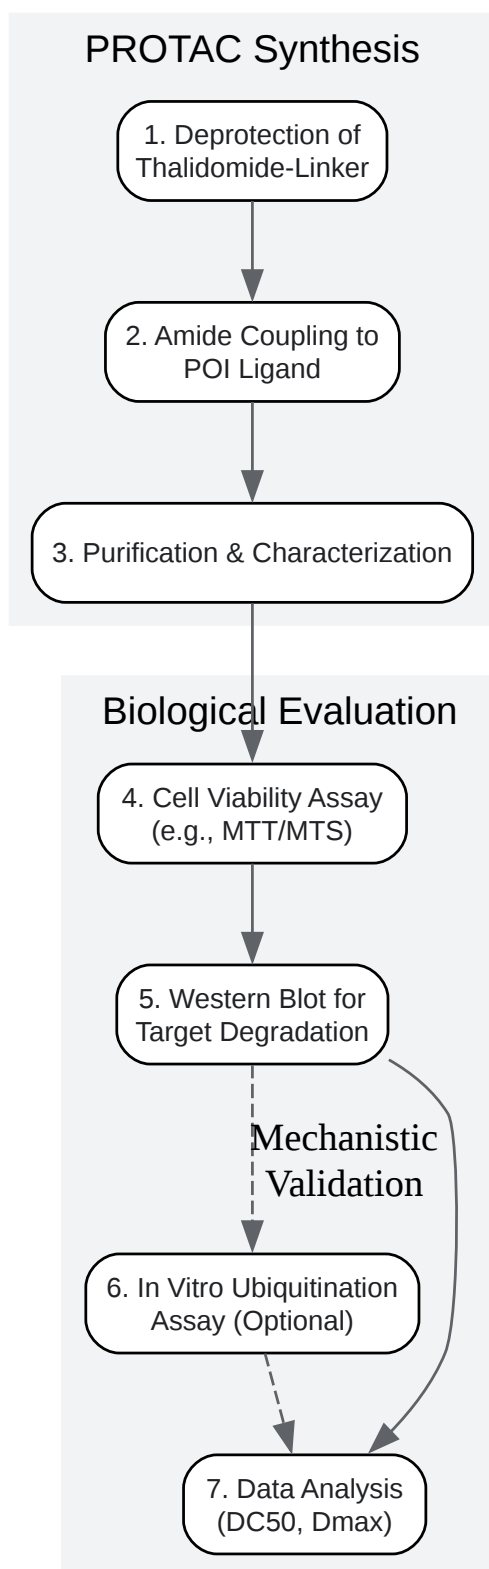 PROTAC Synthesis
1. Deprotection of
Thalidomide-Linker
2. Amide Coupling to
POI Ligand
3. Purification & Characterization
Biological Evaluation
4. Cell Viability Assay
(e.g., MTT/MTS)
5. Western Blot for
Target Degradation
Mechanistic
Validation
6. In Vitro Ubiquitination
Assay (Optional)
7. Data Analysis
(DC50, Dmax)